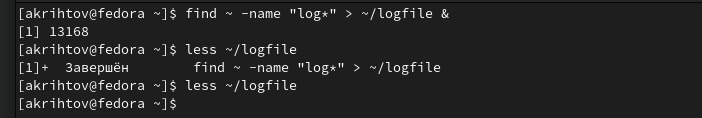 [akrihtov@fedora ~]$ find ~ -name "log*" > ~/logfile &
[1] 13168
[akrihtov@fedora ~]$ less ~/logfile
[1]+  Завершён        find ~ -name "log*" > ~/logfile
[akrihtov@fedora ~]$ less ~/logfile
[akrihtov@fedora ~]$